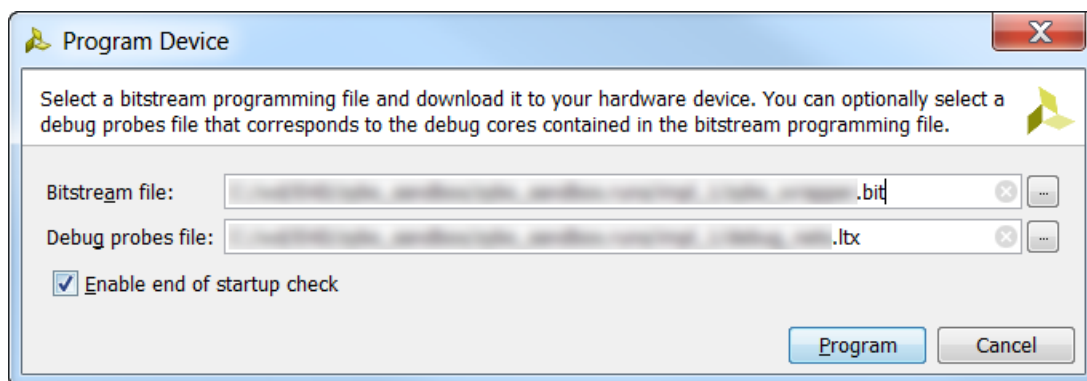 Program Device
X
Select a bitstream programming file and download it to your hardware device. You can optionally select a
debug probes file that corresponds to the debug cores contained in the bitstream programming file.
Bitstream file: .bit ...
Debug probes file: .ltx ...
Enable end of startup check
Program Cancel